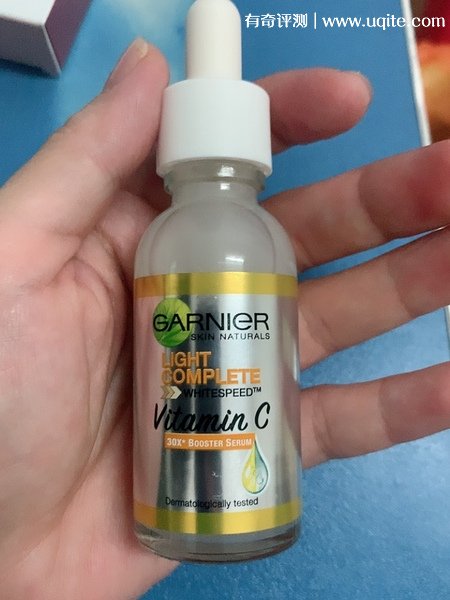 有奇评测 | www.uqite.com
GARNIER
SKIN NATURALS
LiGHT
COMPLETE
WHITESPEED™
Vitamin C
30X* BOOSTER SERUM
Dermatologically tested